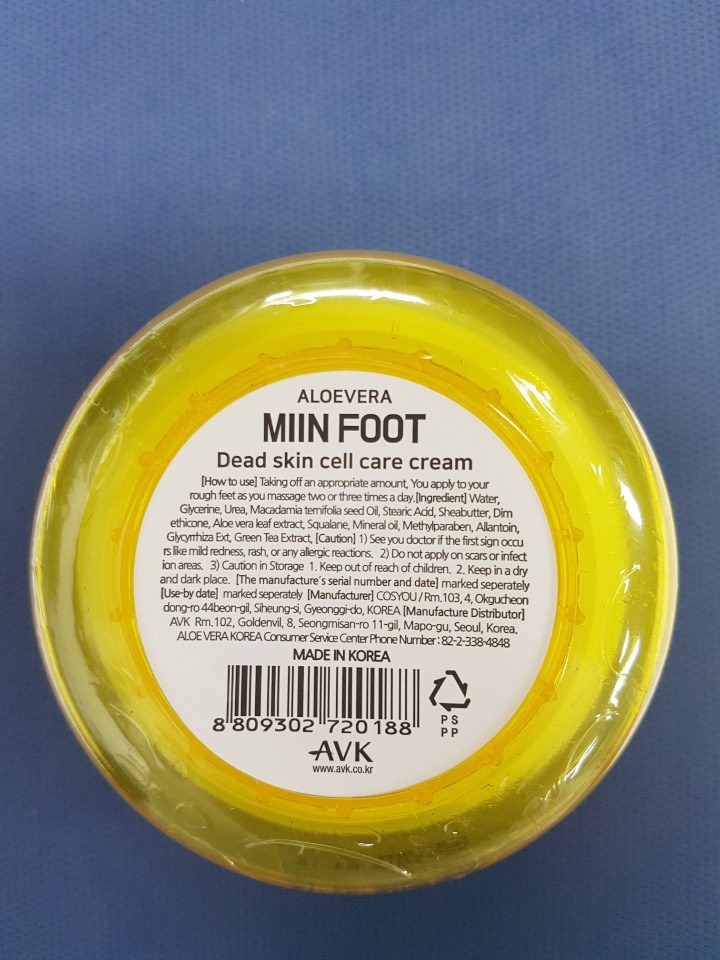 ALOEVERA
MIIN FOOT
Dead skin cell care cream
[How to use] Taking off an appropriate amount, You apply to your
rough feet as you massage two or three times a day.[Ingredient] Water,
Glycerine, Urea, Macadamia ternifolia seed Oil, Stearic Acid, Sheabutter, Dim
ethicone, Aloe vera leaf extract, Squalane, Mineral oil, Methylparaben, Allantoin,
Glycyrrhiza Ext, Green Tea Extract, [Caution] 1) See you doctor if the first sign occu
rs like mild redness, rash, or any allergic reactions. 2) Do not apply on scars or infect
ion areas. 3) Caution in Storage 1. Keep out of reach of children. 2. Keep in a dry
and dark place. [The manufacture's serial number and date] marked seperately
[Use-by date] marked seperately [Manufacturer] COSYOU / Rm.103, 4, Okgucheon
dong-ro 44beon-gil, Siheung-si, Gyeonggi-do, KOREA [Manufacture Distributor]
AVK Rm.102, Goldenvil, 8, Seongmisan-ro 11-gil, Mapo-gu, Seoul, Korea.
ALOE VERA KOREA Consumer Service Center Phone Number : 82-2-338-4848
MADE IN KOREA
8 809302 720188
PS
PP
AVK
www.avk.co.kr